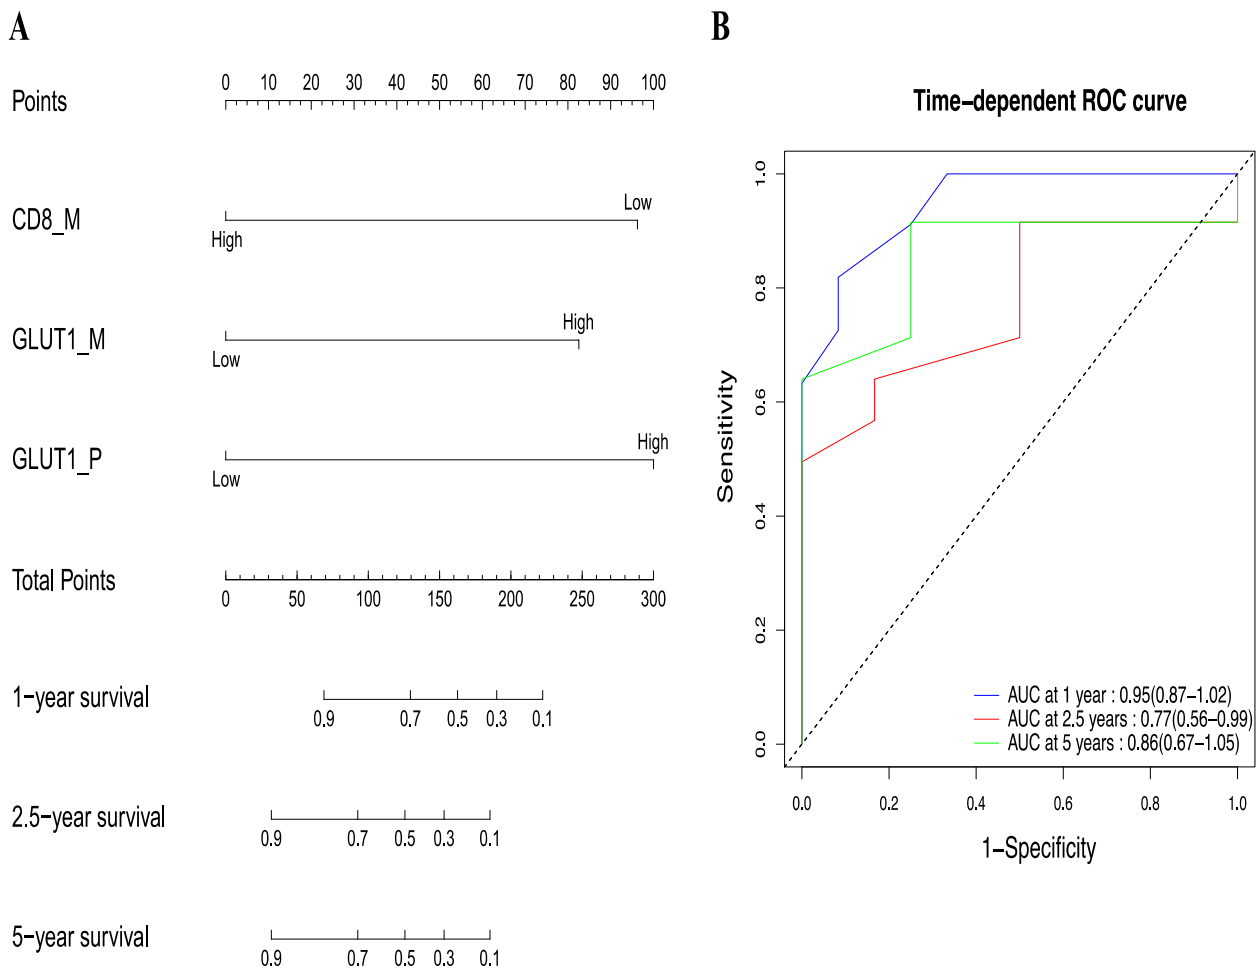 A
Points
0 10 20 30 40 50 60 70 80 90 100
CD8_M
Low
High
GLUT1_M
High
Low
GLUT1_P
High
Low
Total Points
0 50 100 150 200 250 300
1−year survival
0.9 0.7 0.5 0.3 0.1
2.5−year survival
0.9 0.7 0.5 0.3 0.1
5−year survival
0.9 0.7 0.5 0.3 0.1
B
Time−dependent ROC curve
Sensitivity
1.0
0.8
0.6
0.4
0.2
0.0
AUC at 1 year : 0.95(0.87−1.02)
AUC at 2.5 years : 0.77(0.56−0.99)
AUC at 5 years : 0.86(0.67−1.05)
0.0 0.2 0.4 0.6 0.8 1.0
1−Specificity